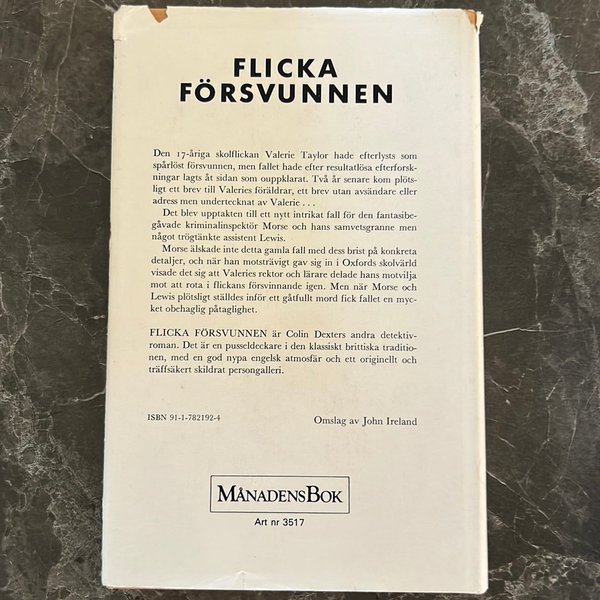 FLICKA
FÖRSVUNNEN
Den 17-åriga skolflickan Valerie Taylor hade efterlysts som
spårlöst försvunnen, men fallet hade efter resultatlösa efterforsk-
ningar lagts åt sidan som ouppklarat. Två år senare kom plöts-
ligt ett brev till Valeries föräldrar, ett brev utan avsändare eller
adress men undertecknat av Valerie . . .
Det blev upptakten till ett nytt intrikat fall för den fantasibe-
gåvade kriminalinspektör Morse och hans samvetsgranne men
något trögtänkte assistent Lewis.
Morse älskade inte detta gamla fall med dess brist på konkreta
detaljer, och när han motsträvigt gav sig in i Oxfords skolvärld
visade det sig att Valeries rektor och lärare delade hans motvilja
mot att rota i flickans försvinnande igen. Men när Morse och
Lewis plötsligt ställdes inför ett gåtfullt mord fick fallet en myc-
ket obehaglig påtaglighet.
FLICKA FÖRSVUNNEN är Colin Dexters andra detektiv-
roman. Det är en pusseldeckare i den klassiskt brittiska traditio-
nen, med en god nypa engelsk atmosfär och ett originellt och
träffsäkert skildrat persongalleri.
ISBN 91-1-782192-4
Omslag av John Ireland
MÅNADENSBOK
Art nr 3517